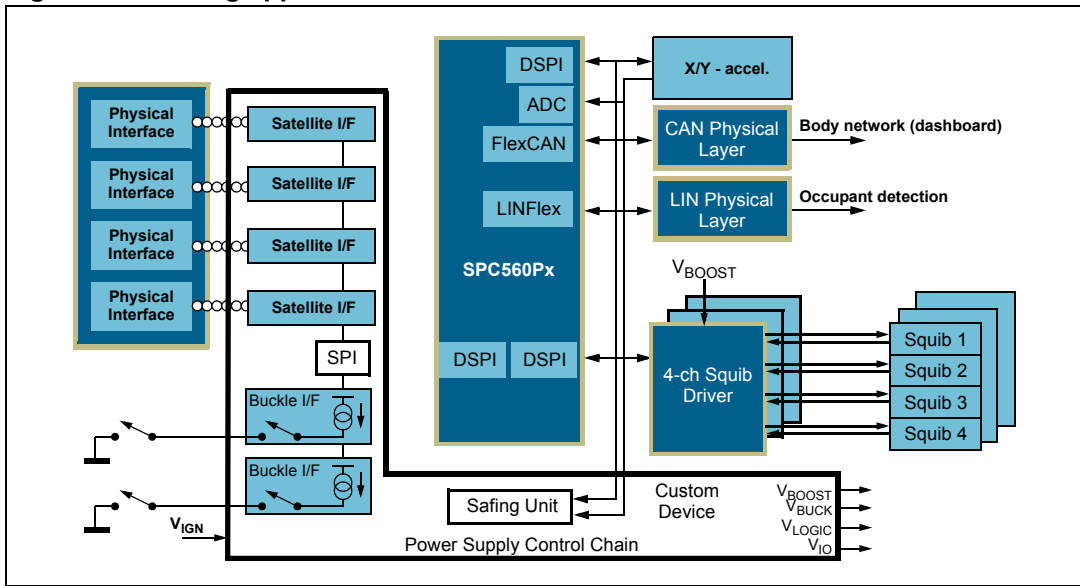 Physical
Interface
Physical
Interface
Physical
Interface
Physical
Interface
Satellite I/F
Satellite I/F
Satellite I/F
Satellite I/F
SPI
Buckle I/F
Buckle I/F
VIGN
DSPI
ADC
FlexCAN
LINFlex
SPC560Px
DSPI
DSPI
X/Y - accel.
CAN Physical
Layer
Body network (dashboard)
LIN Physical
Layer
Occupant detection
VBOOST
4-ch Squib
Driver
Squib 1
Squib 2
Squib 3
Squib 4
Safing Unit
Custom
Device
Power Supply Control Chain
VBOOST
VBUCK
VLOGIC
VIO